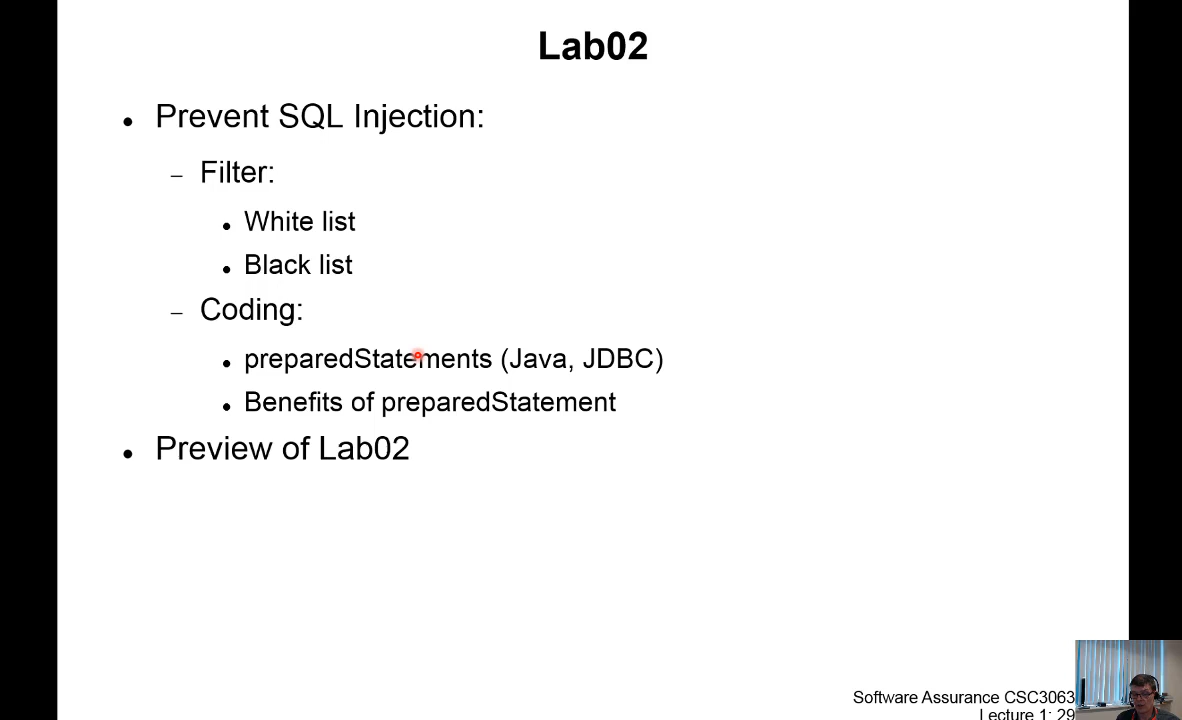 Lab02
● Prevent SQL Injection:
– Filter:
● White list
● Black list
– Coding:
● preparedStatements (Java, JDBC)
● Benefits of preparedStatement
● Preview of Lab02
Software Assurance CSC3063
Lecture 1: 29